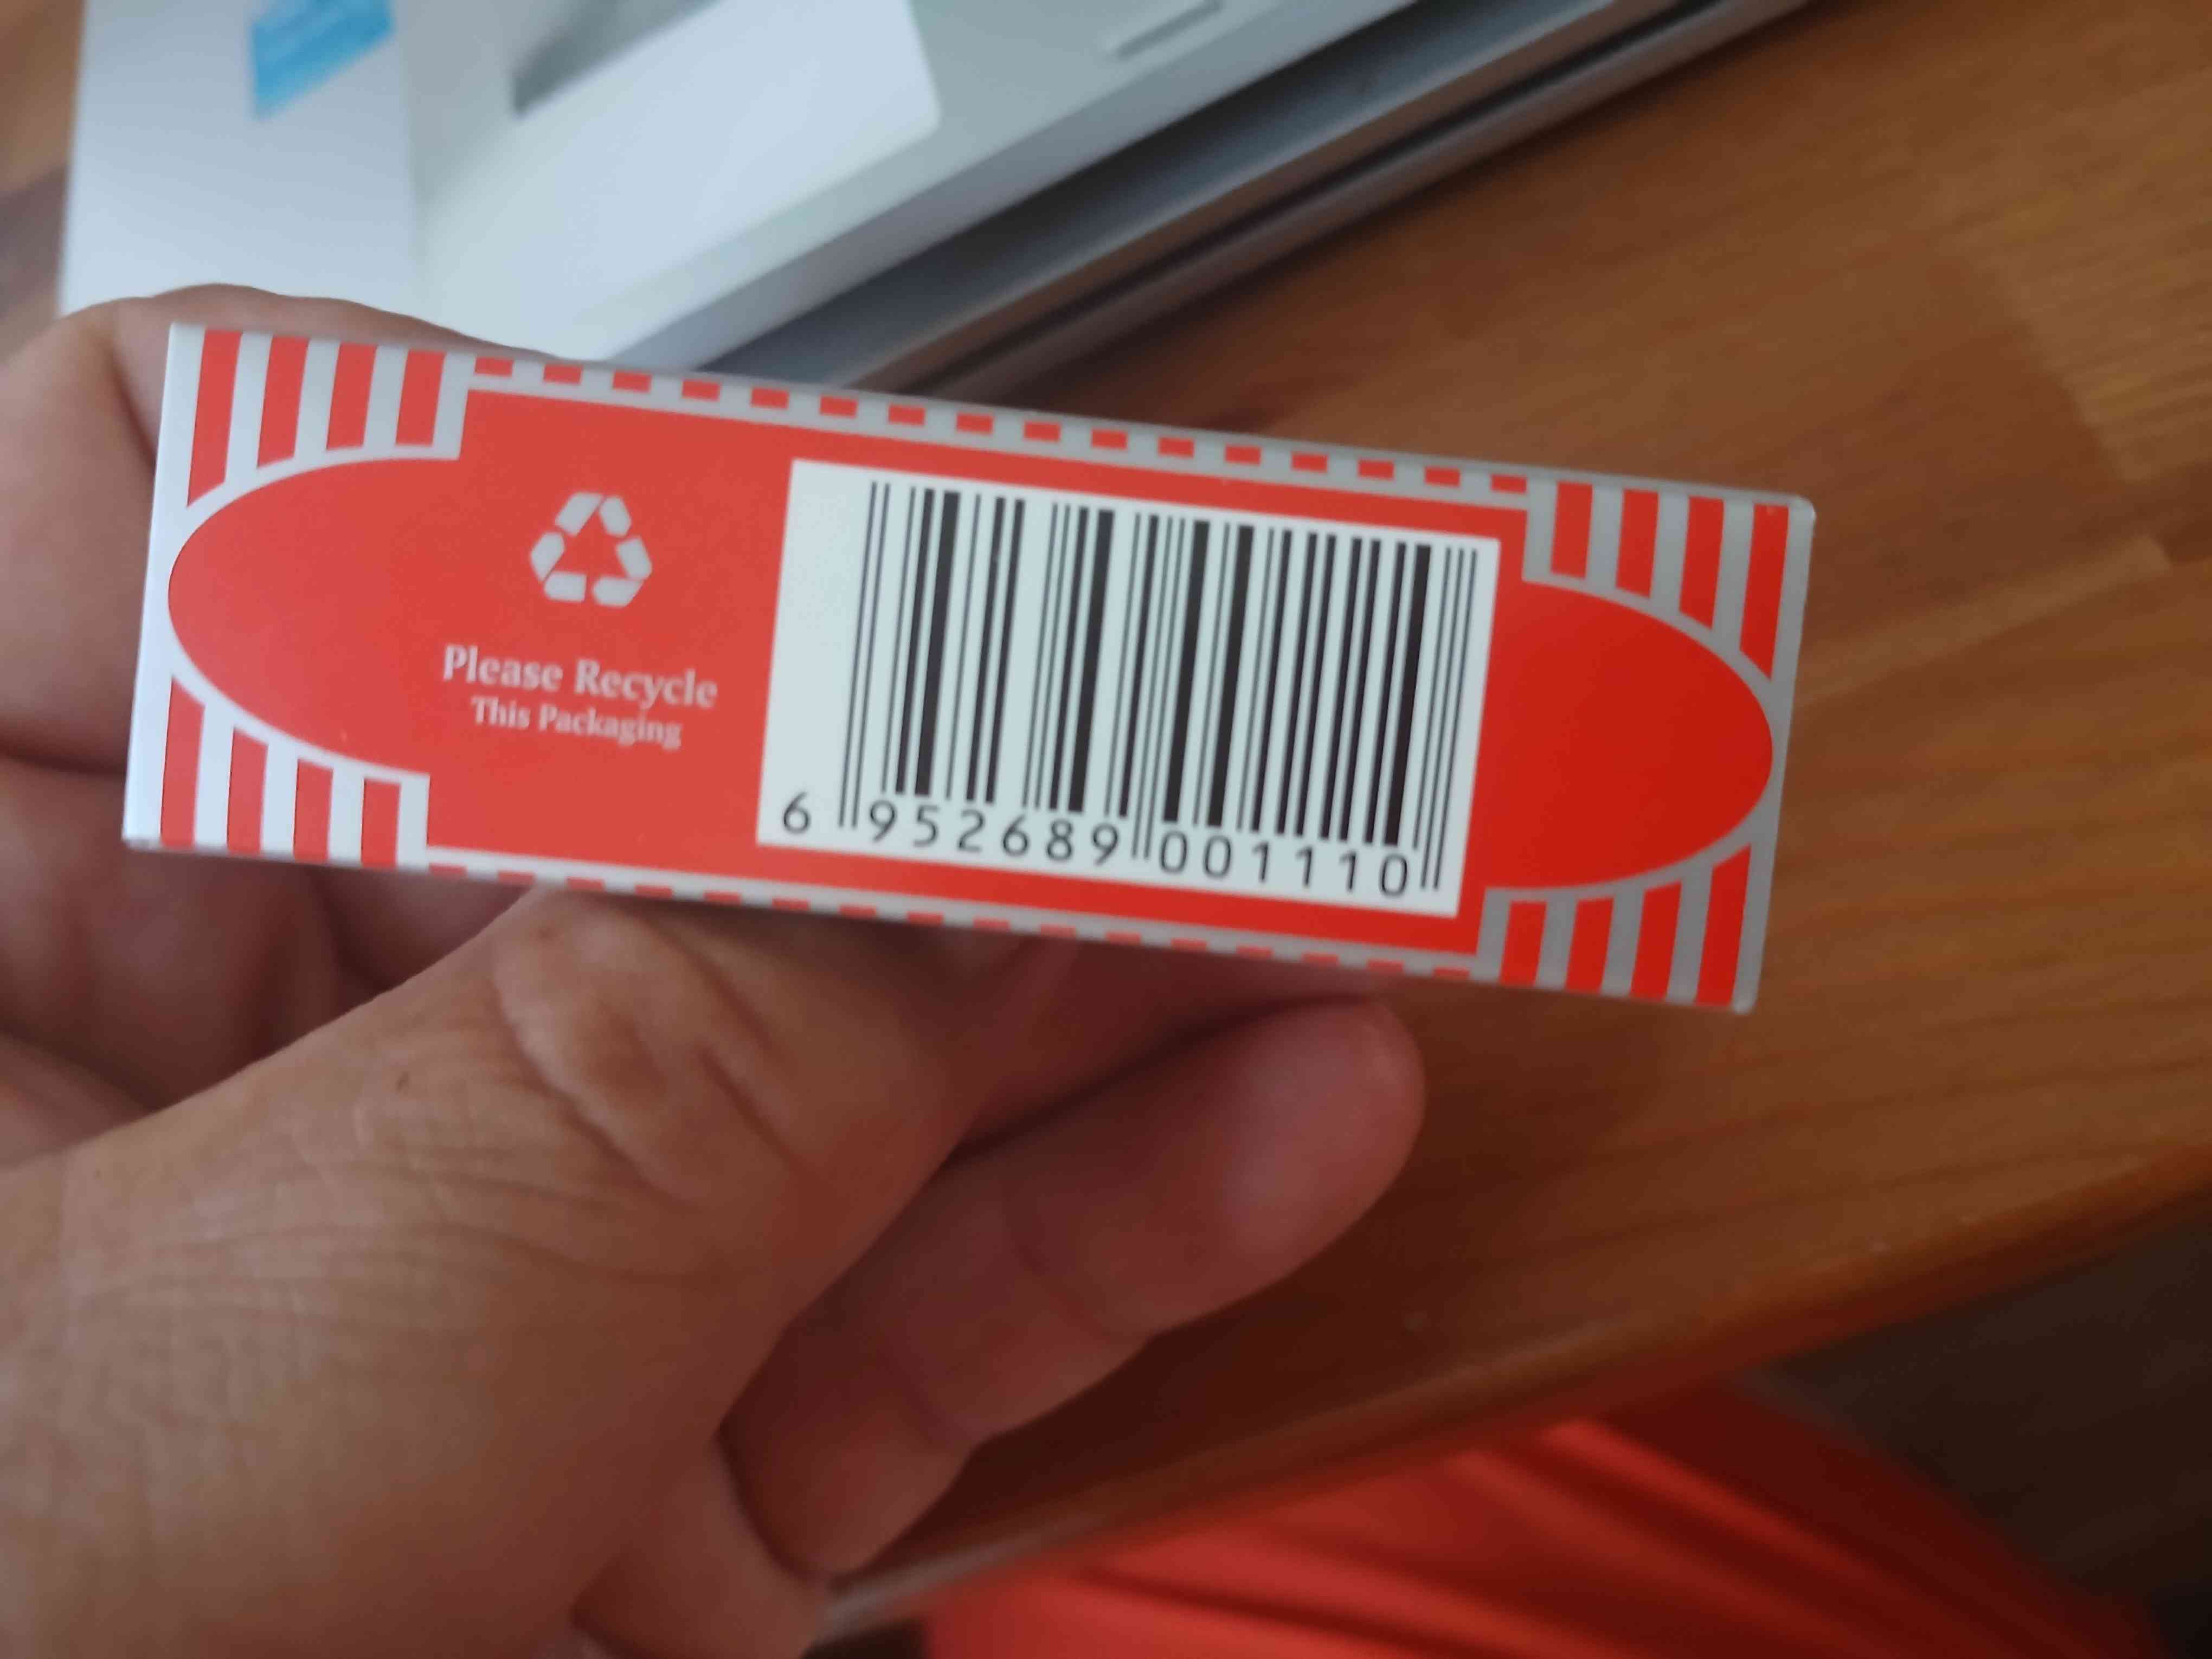 Please Recycle
This Packaging
6 952689 001110